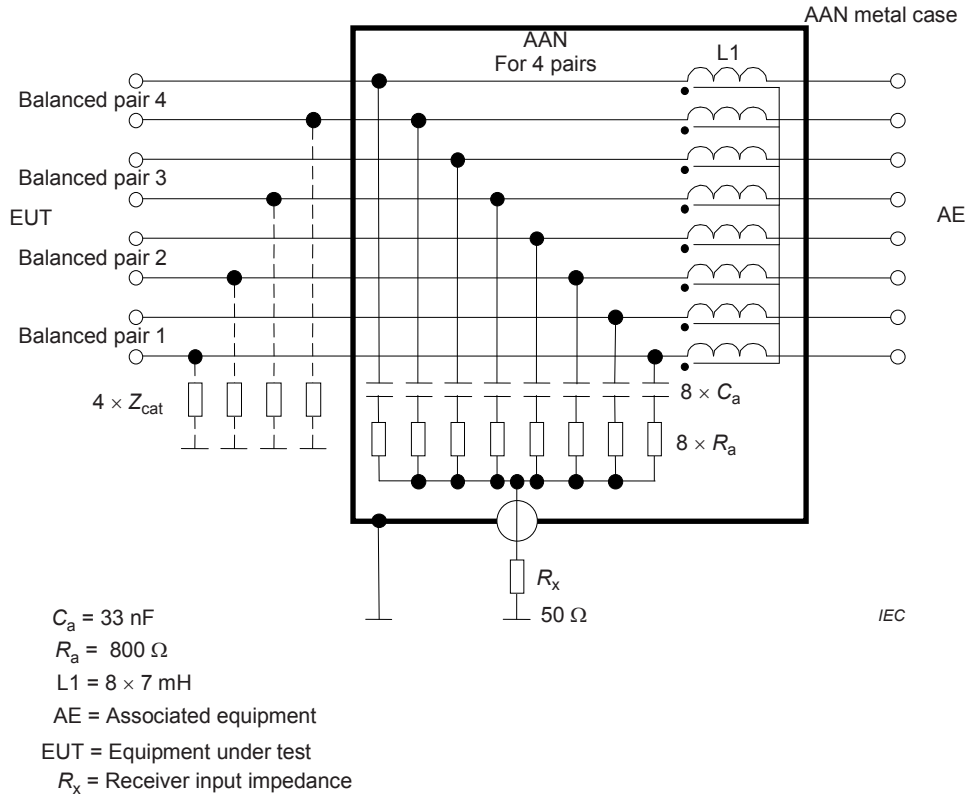 AAN metal case
AAN
For 4 pairs
L1
Balanced pair 4
Balanced pair 3
EUT
AE
Balanced pair 2
Balanced pair 1
4 × Zcat
8 × Ca
8 × Ra
Rx
50 Ω
IEC
Ca = 33 nF
Ra = 800 Ω
L1 = 8 × 7 mH
AE = Associated equipment
EUT = Equipment under test
Rx = Receiver input impedance